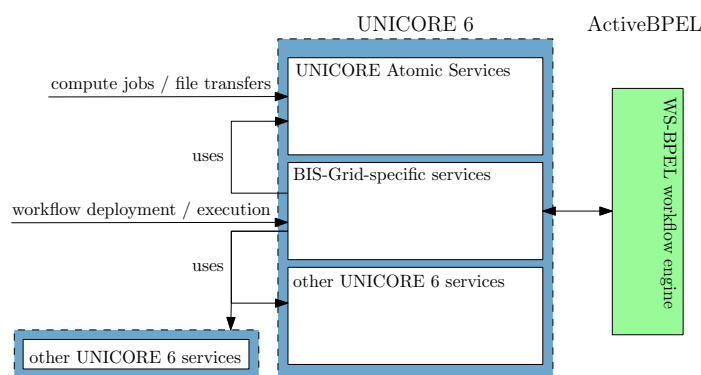 UNICORE 6
ActiveBPEL
UNICORE Atomic Services
compute jobs / file transfers
uses
BIS-Grid-specific services
workflow deployment / execution
uses
other UNICORE 6 services
other UNICORE 6 services
WS-BPEL workflow engine